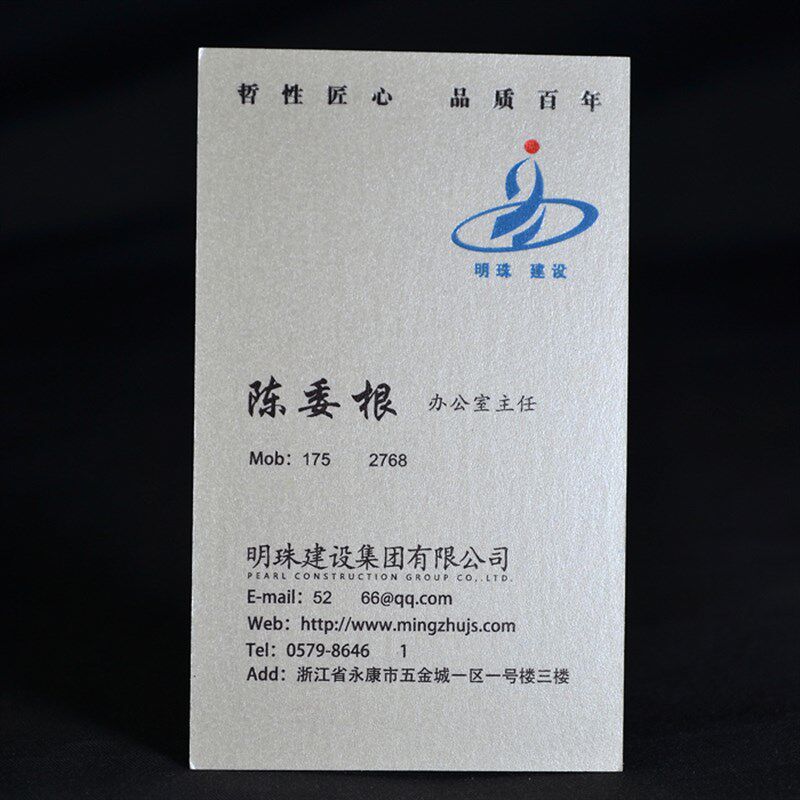 哲性匠心 品质百年
明珠 建设
陈委根 办公室主任
Mob: 175 2768
明珠建设集团有限公司
PEARL CONSTRUCTION GROUP CO,.LTD.
E-mail: 52 66@qq.com
Web: http://www.mingzhujs.com
Tel: 0579-8646 1
Add: 浙江省永康市五金城一区一号楼三楼